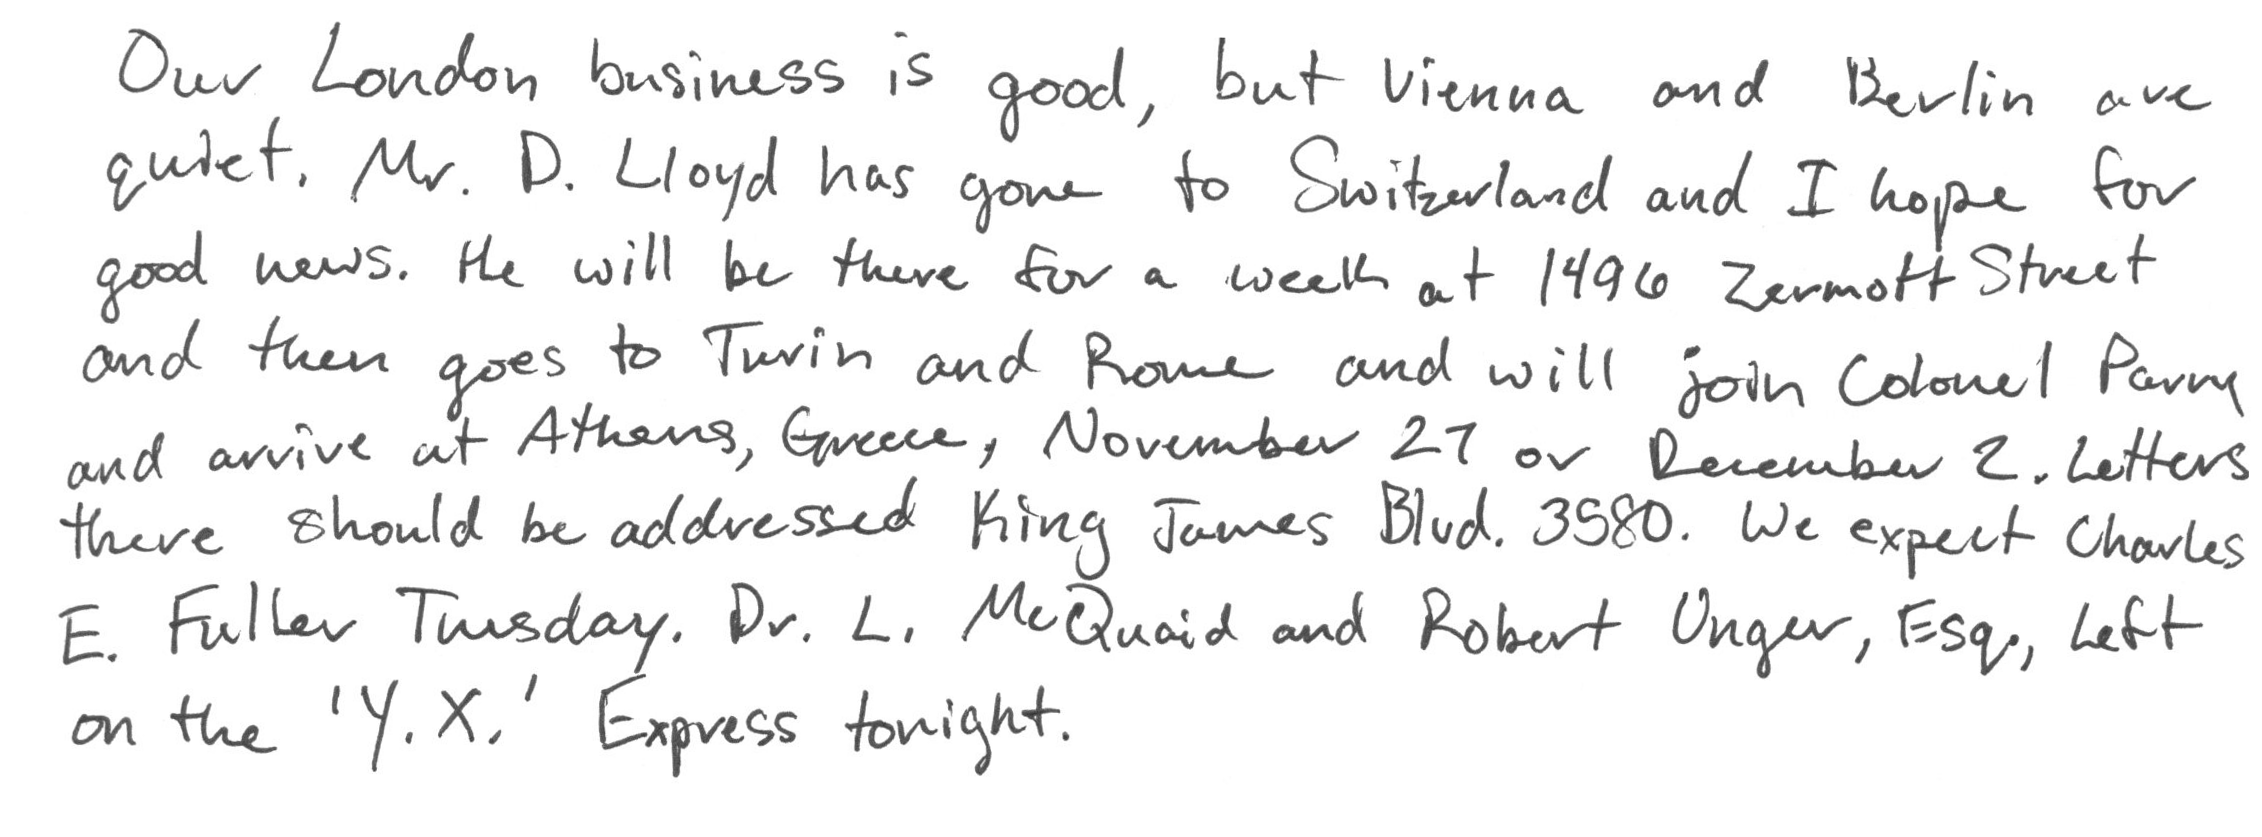 Our London business is good, but Vienna and Berlin are
quiet. Mr. D. Lloyd has gone to Switzerland and I hope for
good news. He will be there for a week at 1496 Zermott Street
and then goes to Turin and Rome and will join Colonel Parry
and arrive at Athens, Greece, November 27 or December 2. Letters
there should be addressed King James Blvd. 3580. We expect Charles
E. Fuller Tuesday. Dr. L. McQuaid and Robert Unger, Esq., left
on the 'Y.X.' Express tonight.